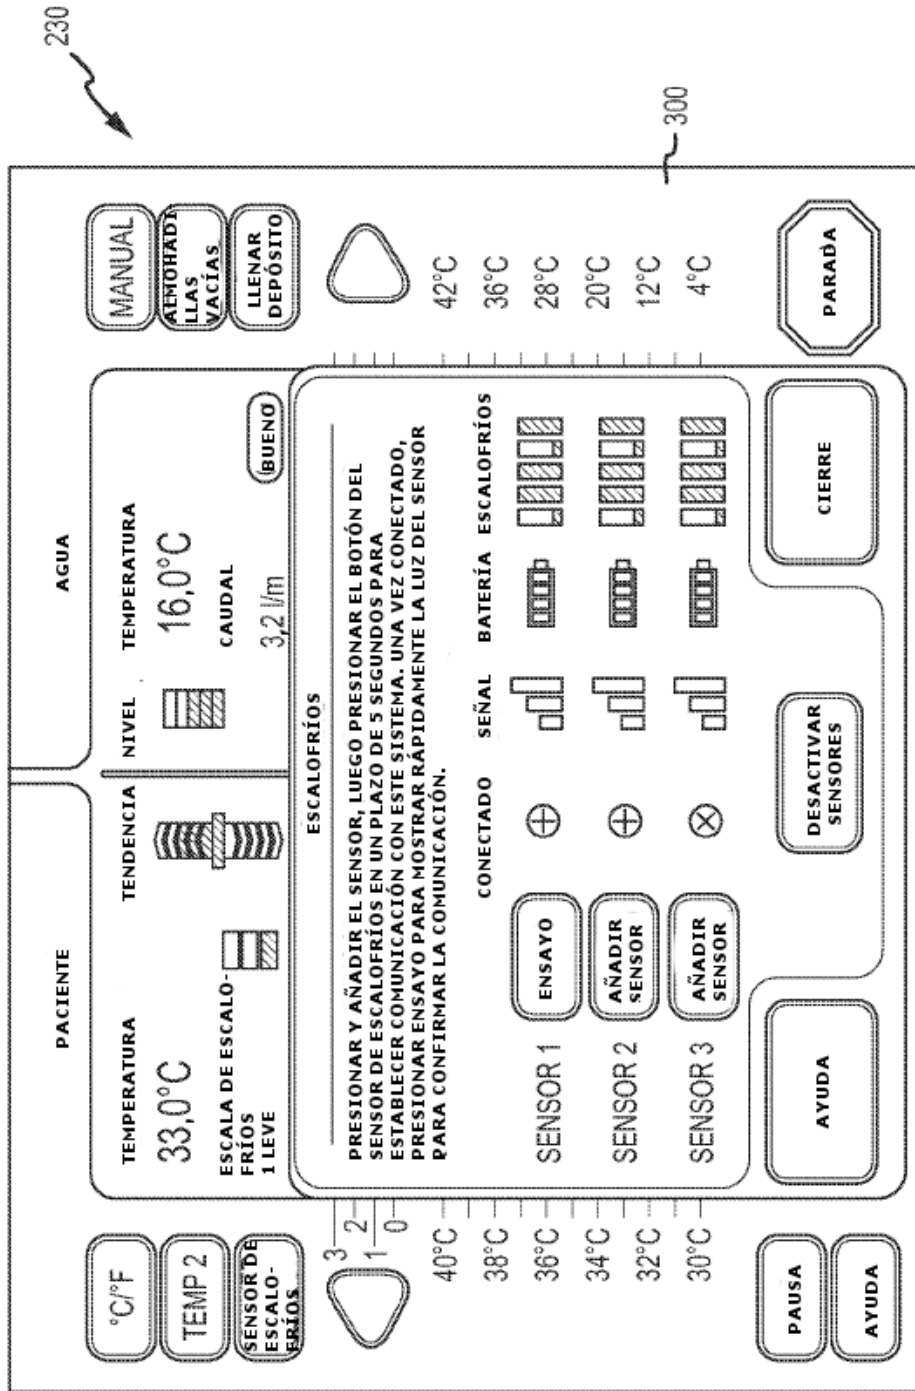 230
300
PACIENTE
AGUA
°C/°F
TEMPERATURA
TENDENCIA
NIVEL
TEMPERATURA
MANUAL
33,0°C
16,0°C
TEMP 2
ALMOHADI
LLAS
VACÍAS
ESCALA DE ESCALO-
FRÍOS
1 LEVE
CAUDAL
3,2 l/m
BUENO
SENSOR DE
ESCALO-
FRÍOS
LLENAR
DEPÓSITO
ESCALOFRÍOS
3
2
1
0
PRESIONAR Y AÑADIR EL SENSOR, LUEGO PRESIONAR EL BOTÓN DEL
SENSOR DE ESCALOFRÍOS EN UN PLAZO DE 5 SEGUNDOS PARA
ESTABLECER COMUNICACIÓN CON ESTE SISTEMA. UNA VEZ CONECTADO,
PRESIONAR ENSAYO PARA MOSTRAR RÁPIDAMENTE LA LUZ DEL SENSOR
PARA CONFIRMAR LA COMUNICACIÓN.
40°C
38°C
36°C
34°C
32°C
30°C
42°C
36°C
28°C
20°C
12°C
4°C
CONECTADO
SEÑAL
BATERÍA
ESCALOFRÍOS
SENSOR 1
ENSAYO
SENSOR 2
AÑADIR
SENSOR
SENSOR 3
AÑADIR
SENSOR
PAUSA
AYUDA
AYUDA
DESACTIVAR
SENSORES
CIERRE
PARADA